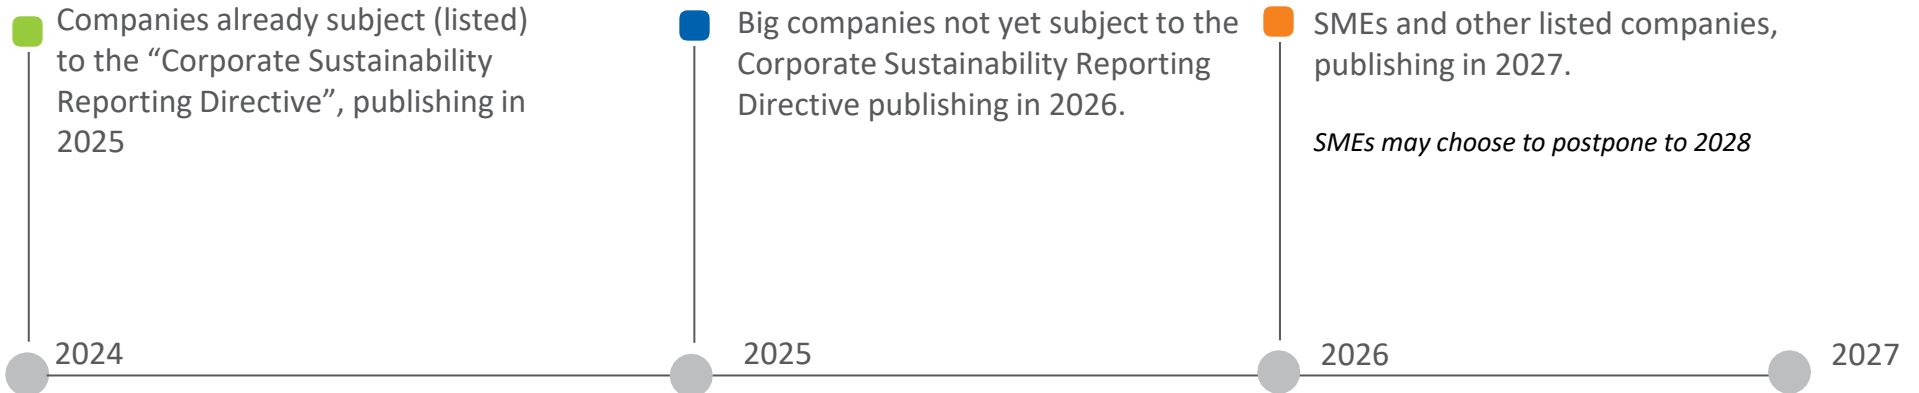 Companies already subject (listed)
to the “Corporate Sustainability
Reporting Directive”, publishing in
2025
Big companies not yet subject to the
Corporate Sustainability Reporting
Directive publishing in 2026.
SMEs and other listed companies,
publishing in 2027.
SMEs may choose to postpone to 2028
2024
2025
2026
2027